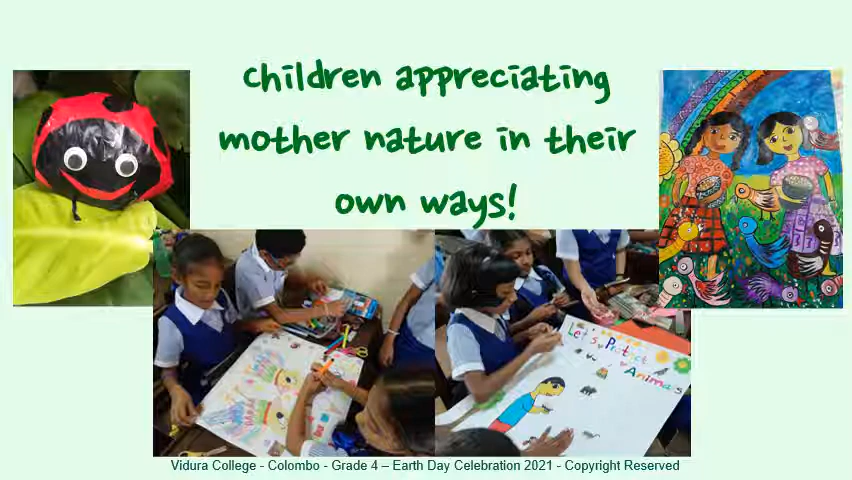 Children appreciating
mother nature in their
own ways!
Let's Protect
Animals
Vidura College - Colombo - Grade 4 – Earth Day Celebration 2021 - Copyright Reserved